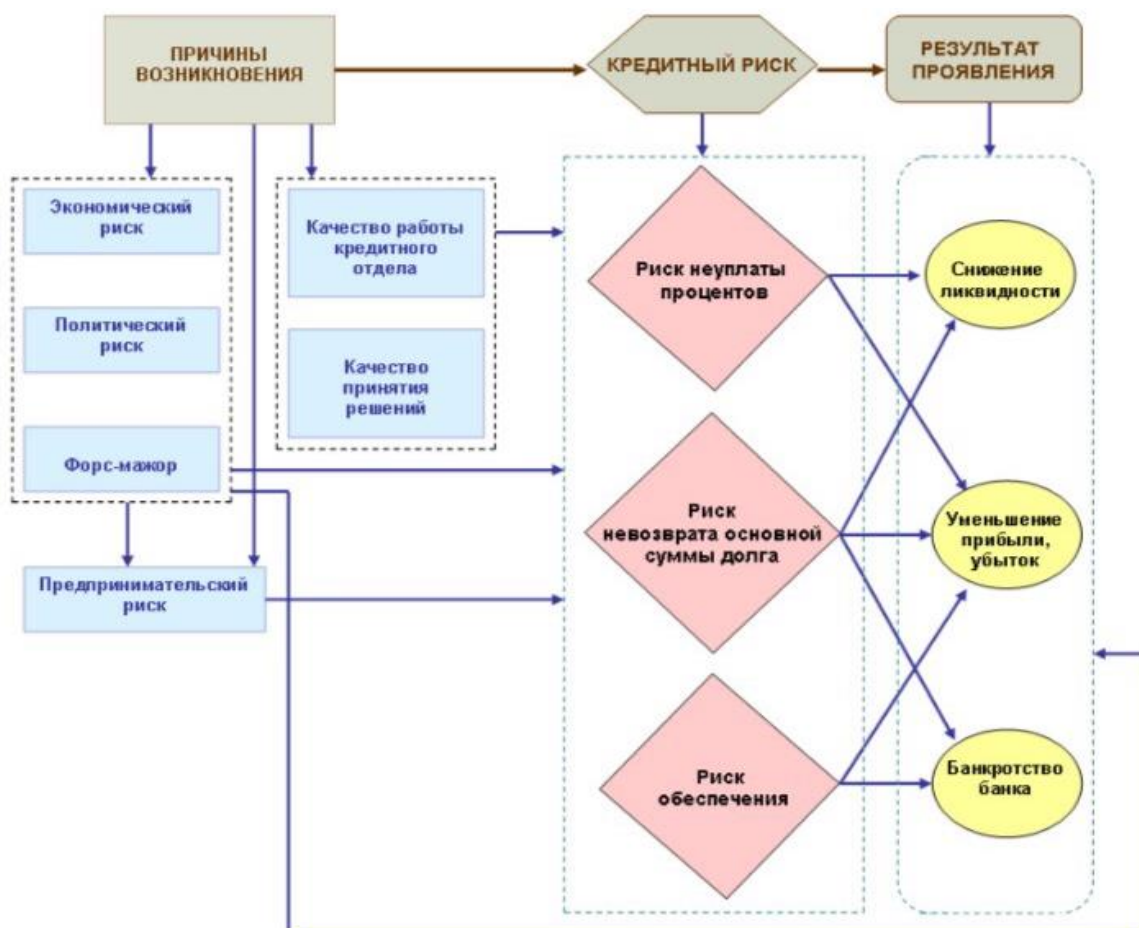 ПРИЧИНЫ
ВОЗНИКНОВЕНИЯ
КРЕДИТНЫЙ РИСК
РЕЗУЛЬТАТ
ПРОЯВЛЕНИЯ
Экономический
риск
Политический
риск
Форс-мажор
Предпринимательский
риск
Качество работы
кредитного
отдела
Качество
принятия
решений
Риск неуплаты
процентов
Риск
невозврата основной
суммы долга
Риск
обеспечения
Снижение
ликвидности
Уменьшение
прибыли,
убыток
Банкротство
банка